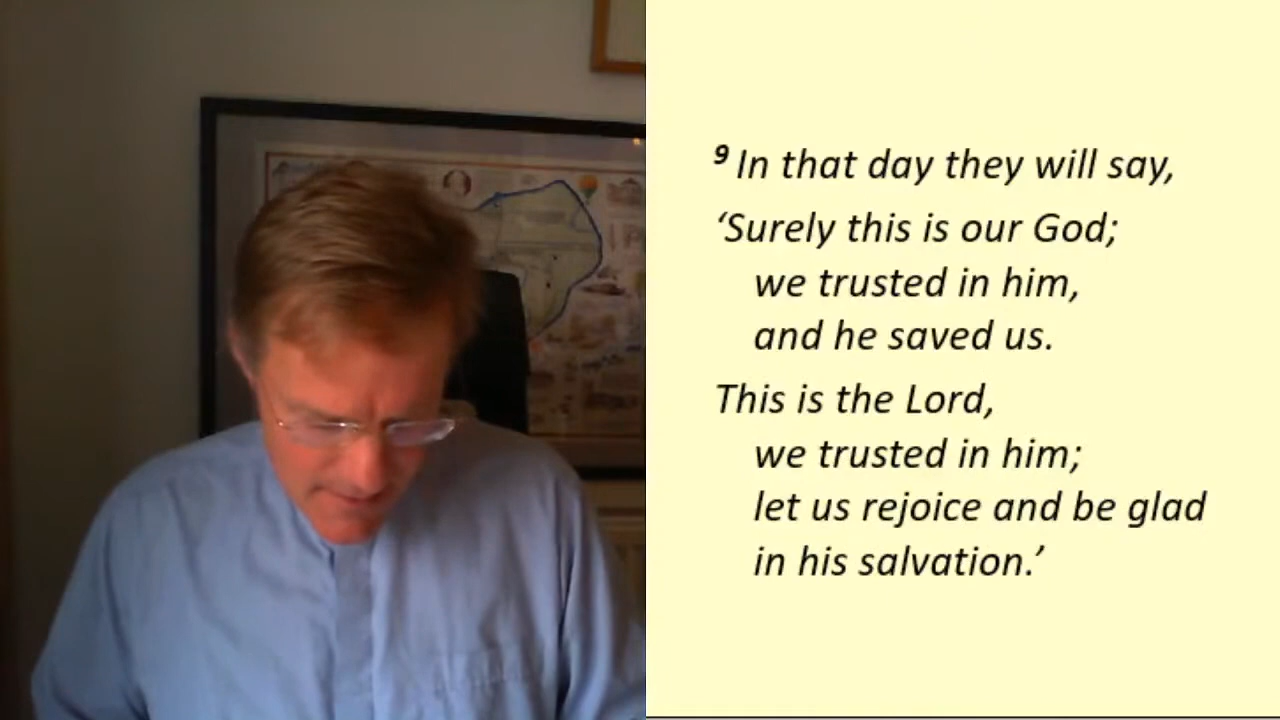 9 In that day they will say,
‘Surely this is our God;
we trusted in him,
and he saved us.
This is the Lord,
we trusted in him;
let us rejoice and be glad
in his salvation.’